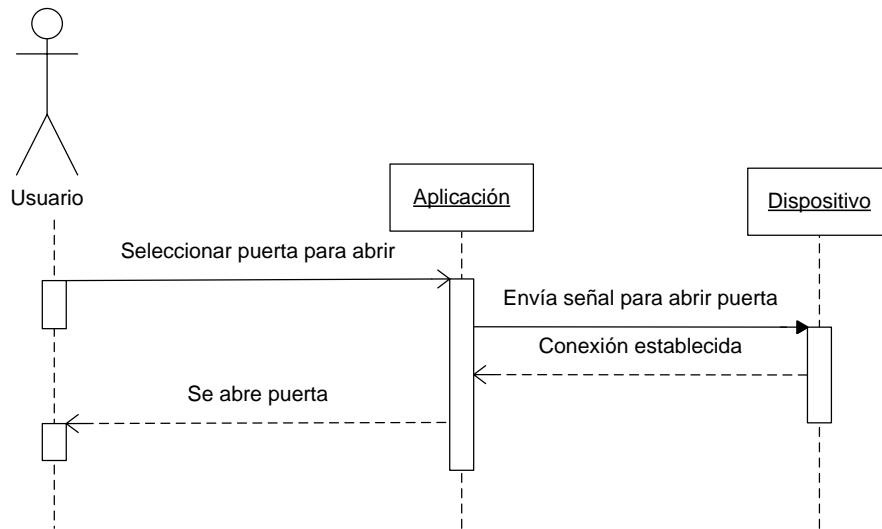 Usuario
Aplicación
Dispositivo
Seleccionar puerta para abrir
Envía señal para abrir puerta
Conexión establecida
Se abre puerta